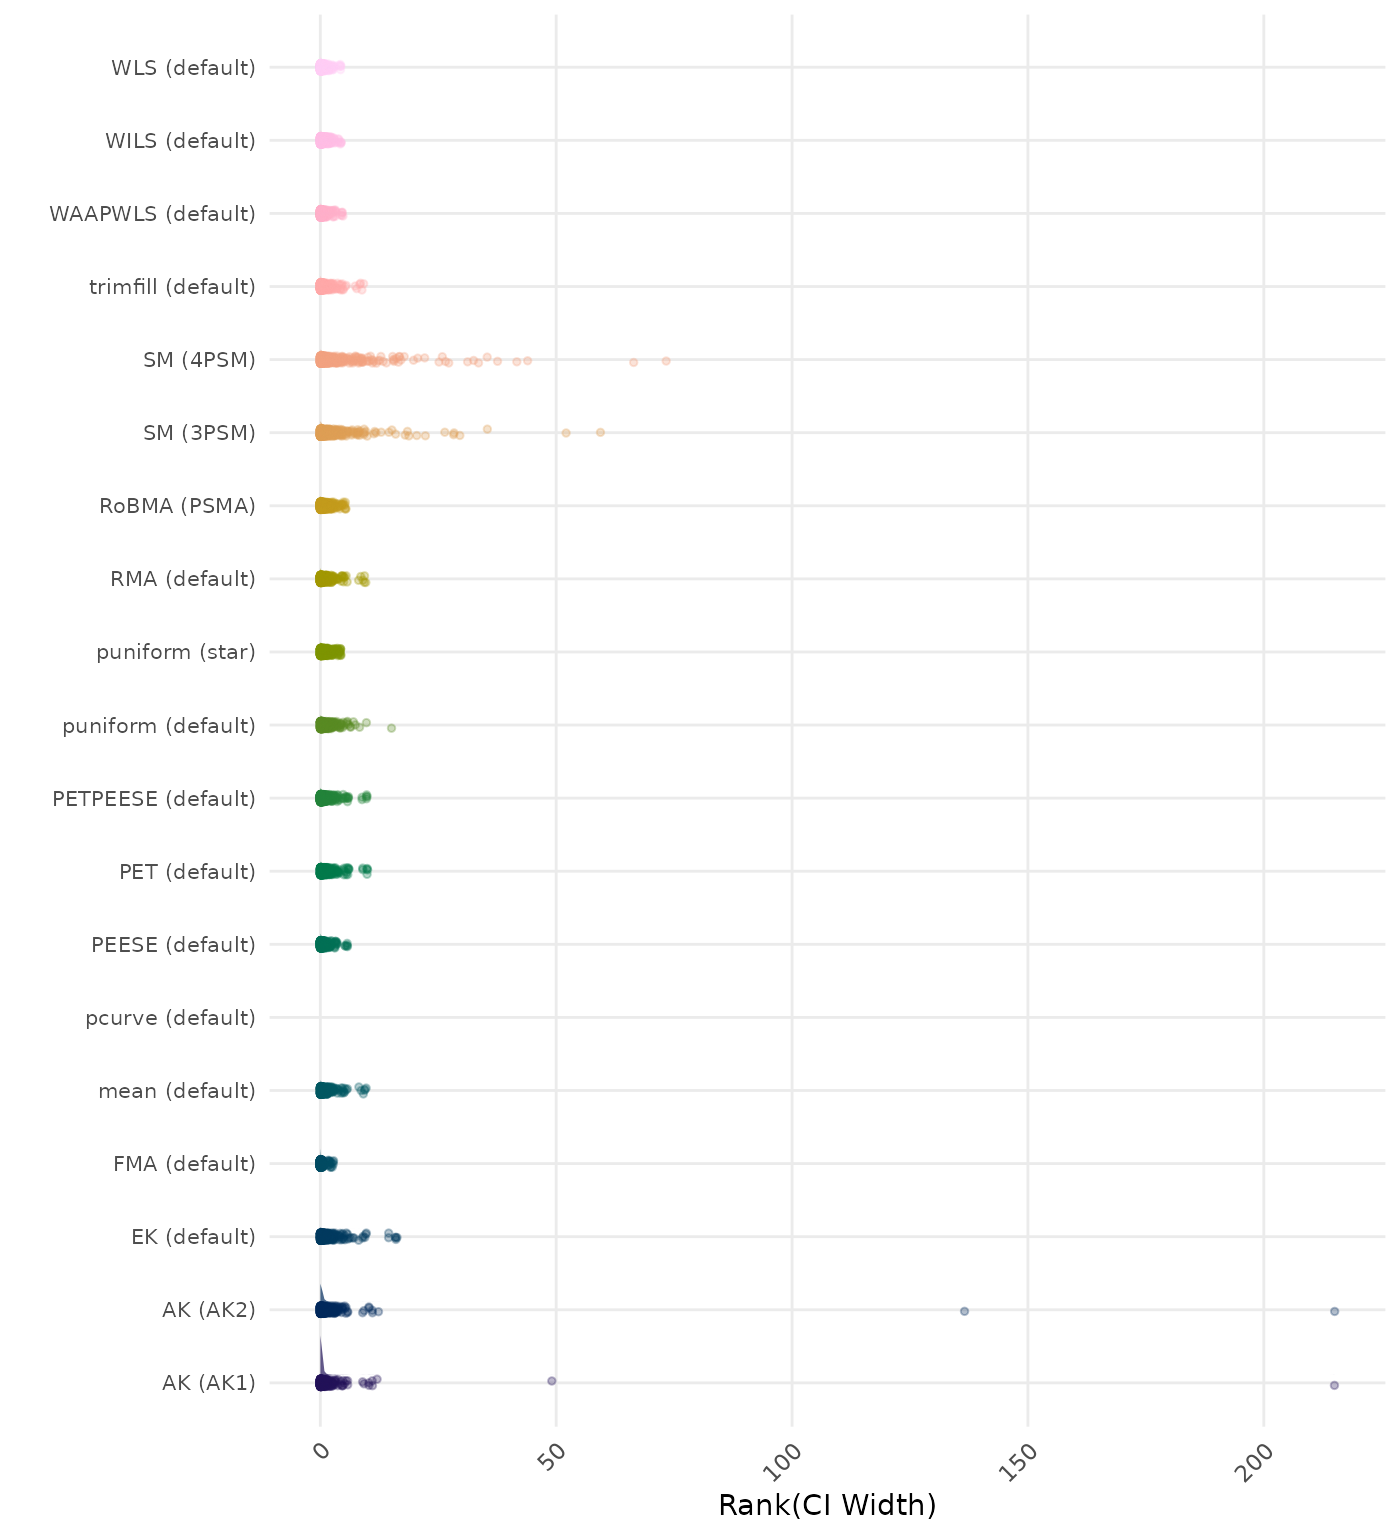 WLS (default)
WILS (default)
WAAPWLS (default)
trimfill (default)
SM (4PSM)
SM (3PSM)
RoBMA (PSMA)
RMA (default)
puniform (star)
puniform (default)
PETPEESE (default)
PET (default)
PEESE (default)
pcurve (default)
mean (default)
FMA (default)
EK (default)
AK (AK2)
AK (AK1)
0 50 100 150 200
Rank(CI Width)